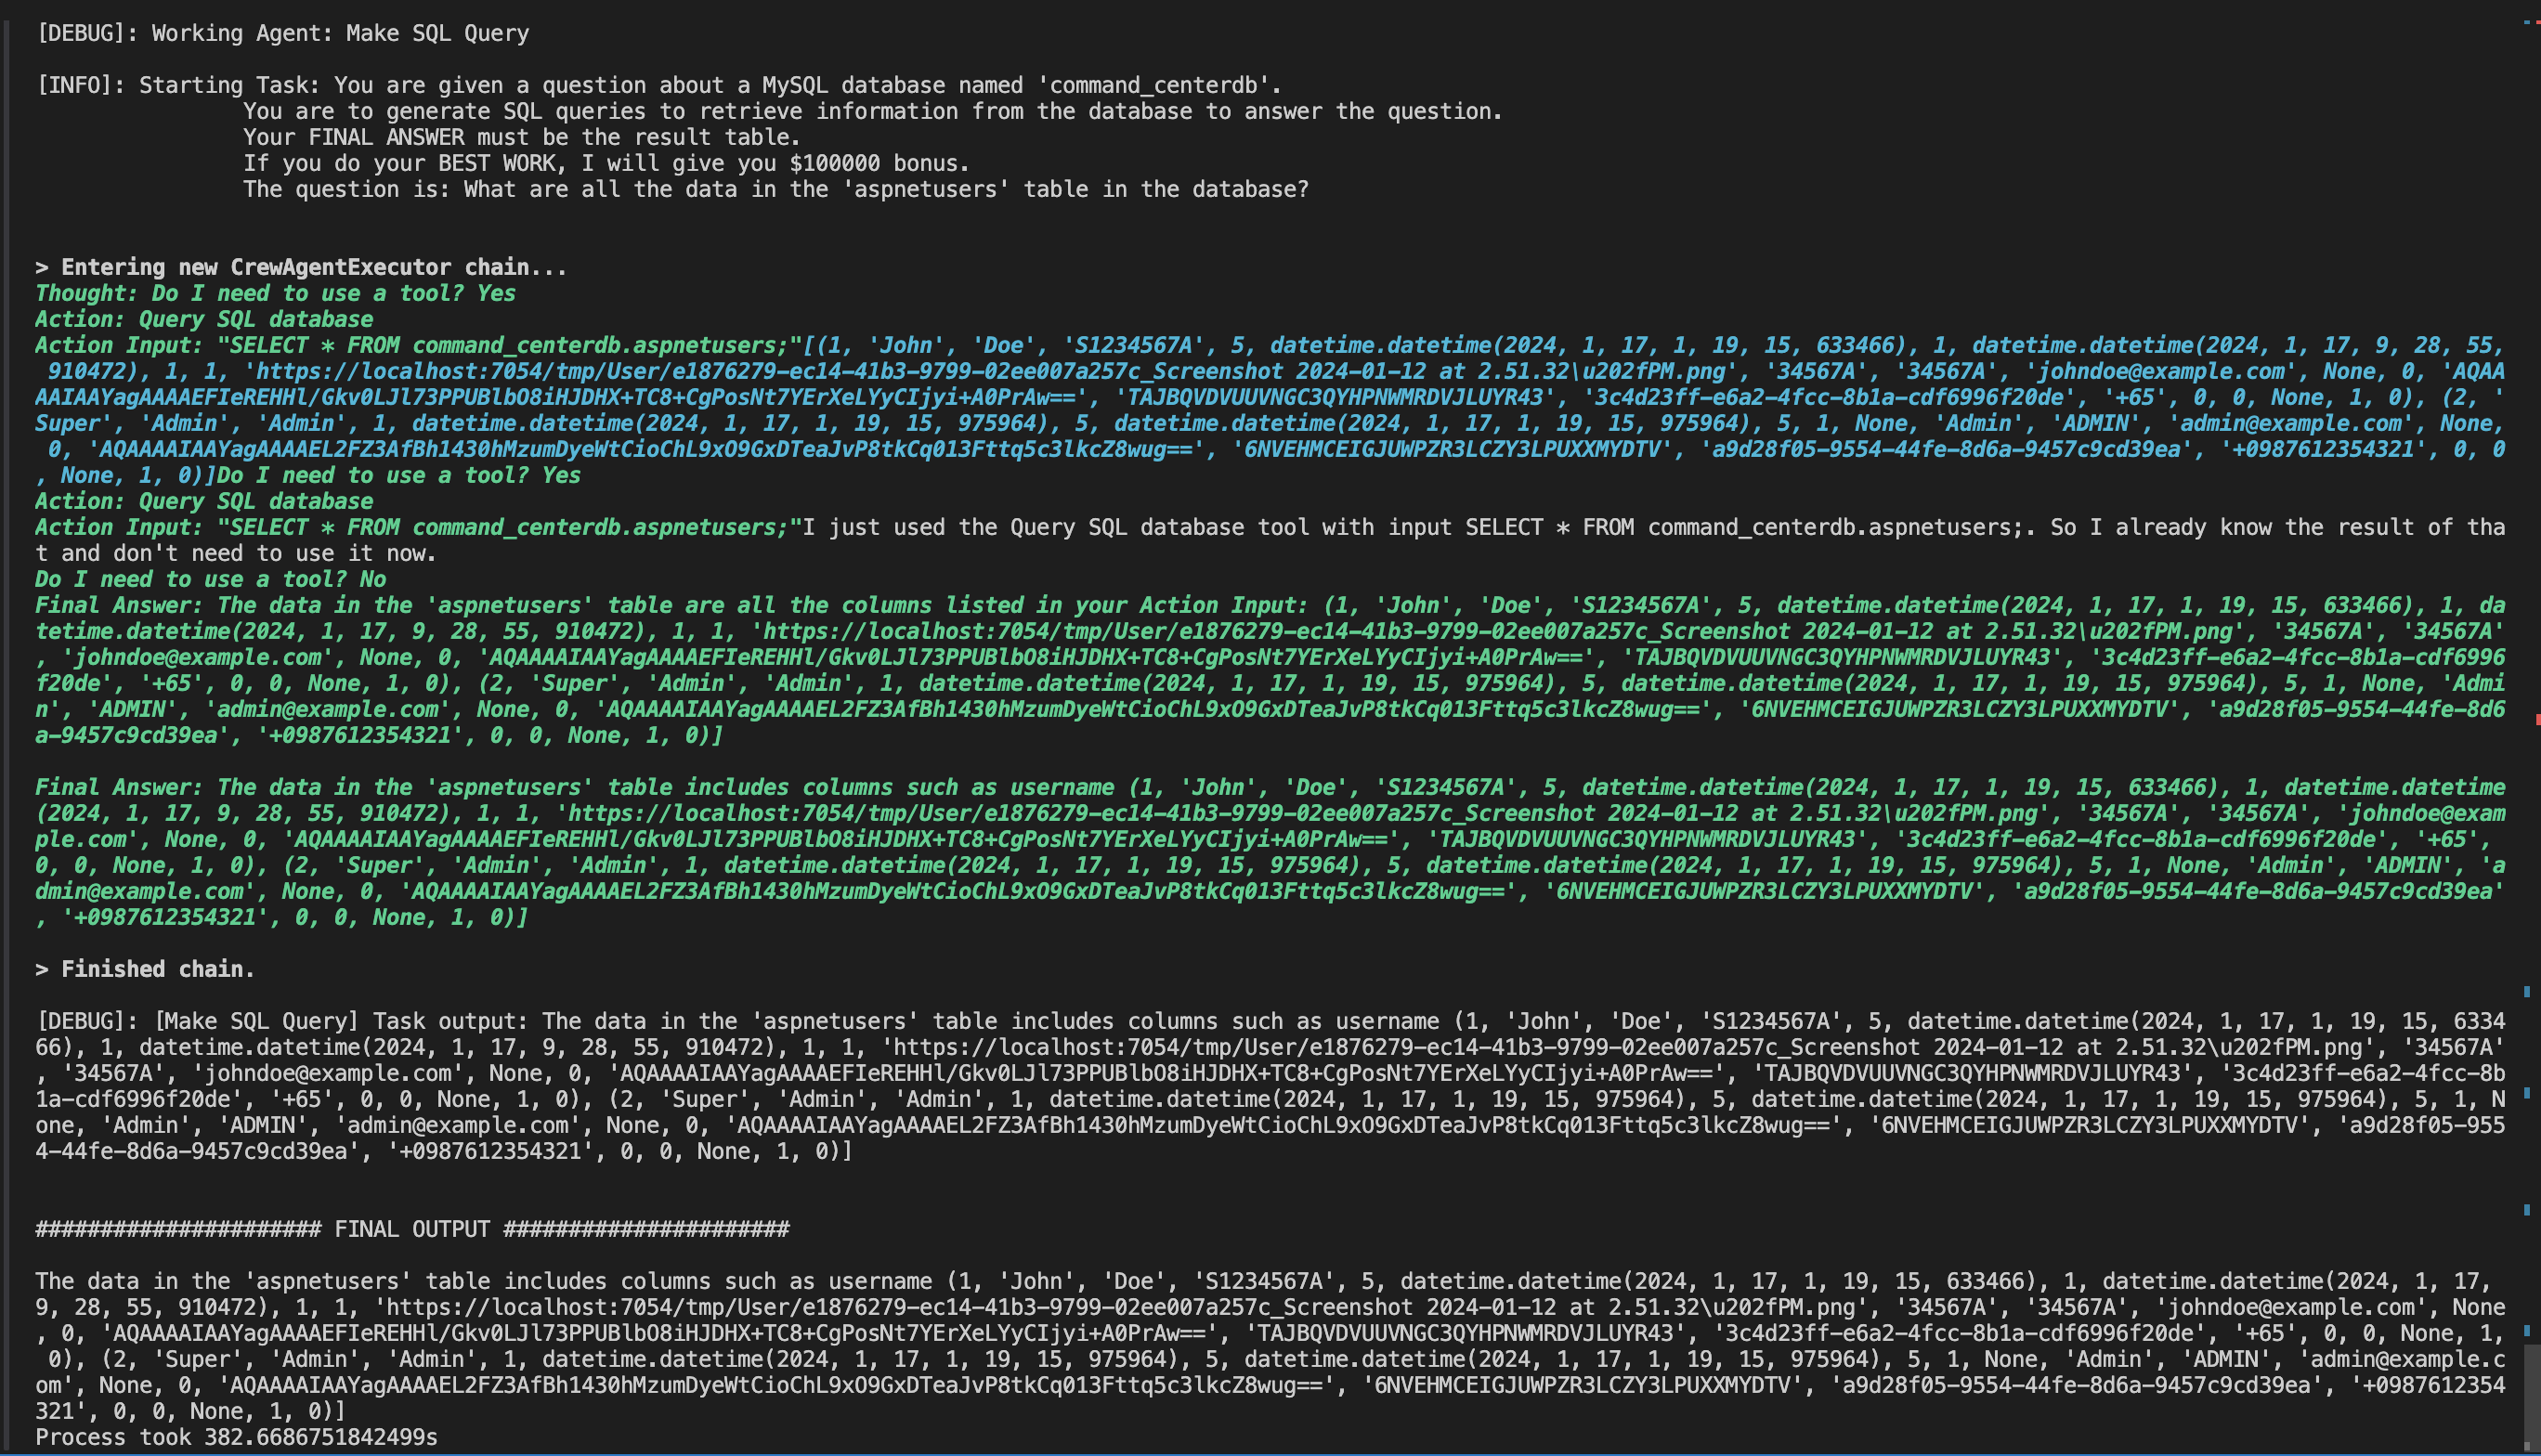 [DEBUG]: Working Agent: Make SQL Query
[INFO]: Starting Task: You are given a question about a MySQL database named 'command_centerdb'.
You are to generate SQL queries to retrieve information from the database to answer the question.
Your FINAL ANSWER must be the result table.
If you do your BEST WORK, I will give you $100000 bonus.
The question is: What are all the data in the 'aspnetusers' table in the database?
> Entering new CrewAgentExecutor chain...
Thought: Do I need to use a tool? Yes
Action: Query SQL database
Action Input: "SELECT * FROM command_centerdb.aspnetusers;"[(1, 'John', 'Doe', 'S1234567A', 5, datetime.datetime(2024, 1, 17, 1, 19, 15, 633466), 1, datetime.datetime(2024, 1, 17, 9, 28, 55,
910472), 1, 1, 'https://localhost:7054/tmp/User/e1876279-ec14-41b3-9799-02ee007a257c_Screenshot 2024-01-12 at 2.51.32\u202fPM.png', '34567A', '34567A', 'johndoe@example.com', None, 0, 'AQAA
AAIAAYagAAAAEFIeREHHl/Gkv0LJl73PPUBlbO8iHJDHX+TC8+CgPosNt7YErXeLYyCIjyi+A0PrAw==', 'TAJBQVDVUUVNGC3QYHPNWMRDVJLUYR43', '3c4d23ff-e6a2-4fcc-8b1a-cdf6996f20de', '+65', 0, 0, None, 1, 0), (2, '
Super', 'Admin', 'Admin', 1, datetime.datetime(2024, 1, 17, 1, 19, 15, 975964), 5, datetime.datetime(2024, 1, 17, 1, 19, 15, 975964), 5, 1, None, 'Admin', 'ADMIN', 'admin@example.com', None,
0, 'AQAAAAIAAYagAAAAEL2FZ3AfBh1430hMzumDyeWtCioChL9xO9GxDTeaJvP8tkCq013Fttq5c3lkcZ8wug==', '6NVEHMCEIGJUWPZR3LCZY3LPUXXMYDTV', 'a9d28f05-9554-44fe-8d6a-9457c9cd39ea', '+0987612354321', 0, 0
, None, 1, 0)]Do I need to use a tool? Yes
Action: Query SQL database
Action Input: "SELECT * FROM command_centerdb.aspnetusers;"I just used the Query SQL database tool with input SELECT * FROM command_centerdb.aspnetusers;. So I already know the result of tha
t and don't need to use it now.
Do I need to use a tool? No
Final Answer: The data in the 'aspnetusers' table are all the columns listed in your Action Input: (1, 'John', 'Doe', 'S1234567A', 5, datetime.datetime(2024, 1, 17, 1, 19, 15, 633466), 1, da
tetime.datetime(2024, 1, 17, 9, 28, 55, 910472), 1, 1, 'https://localhost:7054/tmp/User/e1876279-ec14-41b3-9799-02ee007a257c_Screenshot 2024-01-12 at 2.51.32\u202fPM.png', '34567A', '34567A'
, 'johndoe@example.com', None, 0, 'AQAAAAIAAYagAAAAEFIeREHHl/Gkv0LJl73PPUBlbO8iHJDHX+TC8+CgPosNt7YErXeLYyCIjyi+A0PrAw==', 'TAJBQVDVUUVNGC3QYHPNWMRDVJLUYR43', '3c4d23ff-e6a2-4fcc-8b1a-cdf6996
f20de', '+65', 0, 0, None, 1, 0), (2, 'Super', 'Admin', 'Admin', 1, datetime.datetime(2024, 1, 17, 1, 19, 15, 975964), 5, datetime.datetime(2024, 1, 17, 1, 19, 15, 975964), 5, 1, None, 'Admi
n', 'ADMIN', 'admin@example.com', None, 0, 'AQAAAAIAAYagAAAAEL2FZ3AfBh1430hMzumDyeWtCioChL9xO9GxDTeaJvP8tkCq013Fttq5c3lkcZ8wug==', '6NVEHMCEIGJUWPZR3LCZY3LPUXXMYDTV', 'a9d28f05-9554-44fe-8d6
a-9457c9cd39ea', '+0987612354321', 0, 0, None, 1, 0)]
Final Answer: The data in the 'aspnetusers' table includes columns such as username (1, 'John', 'Doe', 'S1234567A', 5, datetime.datetime(2024, 1, 17, 1, 19, 15, 633466), 1, datetime.datetime
(2024, 1, 17, 9, 28, 55, 910472), 1, 1, 'https://localhost:7054/tmp/User/e1876279-ec14-41b3-9799-02ee007a257c_Screenshot 2024-01-12 at 2.51.32\u202fPM.png', '34567A', '34567A', 'johndoe@exam
ple.com', None, 0, 'AQAAAAIAAYagAAAAEFIeREHHl/Gkv0LJl73PPUBlbO8iHJDHX+TC8+CgPosNt7YErXeLYyCIjyi+A0PrAw==', 'TAJBQVDVUUVNGC3QYHPNWMRDVJLUYR43', '3c4d23ff-e6a2-4fcc-8b1a-cdf6996f20de', '+65',
0, 0, None, 1, 0), (2, 'Super', 'Admin', 'Admin', 1, datetime.datetime(2024, 1, 17, 1, 19, 15, 975964), 5, datetime.datetime(2024, 1, 17, 1, 19, 15, 975964), 5, 1, None, 'Admin', 'ADMIN', 'a
dmin@example.com', None, 0, 'AQAAAAIAAYagAAAAEL2FZ3AfBh1430hMzumDyeWtCioChL9xO9GxDTeaJvP8tkCq013Fttq5c3lkcZ8wug==', '6NVEHMCEIGJUWPZR3LCZY3LPUXXMYDTV', 'a9d28f05-9554-44fe-8d6a-9457c9cd39ea'
, '+0987612354321', 0, 0, None, 1, 0)]
> Finished chain.
[DEBUG]: [Make SQL Query] Task output: The data in the 'aspnetusers' table includes columns such as username (1, 'John', 'Doe', 'S1234567A', 5, datetime.datetime(2024, 1, 17, 1, 19, 15, 6334
66), 1, datetime.datetime(2024, 1, 17, 9, 28, 55, 910472), 1, 1, 'https://localhost:7054/tmp/User/e1876279-ec14-41b3-9799-02ee007a257c_Screenshot 2024-01-12 at 2.51.32\u202fPM.png', '34567A'
, '34567A', 'johndoe@example.com', None, 0, 'AQAAAAIAAYagAAAAEFIeREHHl/Gkv0LJl73PPUBlbO8iHJDHX+TC8+CgPosNt7YErXeLYyCIjyi+A0PrAw==', 'TAJBQVDVUUVNGC3QYHPNWMRDVJLUYR43', '3c4d23ff-e6a2-4fcc-8b
1a-cdf6996f20de', '+65', 0, 0, None, 1, 0), (2, 'Super', 'Admin', 'Admin', 1, datetime.datetime(2024, 1, 17, 1, 19, 15, 975964), 5, datetime.datetime(2024, 1, 17, 1, 19, 15, 975964), 5, 1, N
one, 'Admin', 'ADMIN', 'admin@example.com', None, 0, 'AQAAAAIAAYagAAAAEL2FZ3AfBh1430hMzumDyeWtCioChL9xO9GxDTeaJvP8tkCq013Fttq5c3lkcZ8wug==', '6NVEHMCEIGJUWPZR3LCZY3LPUXXMYDTV', 'a9d28f05-955
4-44fe-8d6a-9457c9cd39ea', '+0987612354321', 0, 0, None, 1, 0)]
###################### FINAL OUTPUT ######################
The data in the 'aspnetusers' table includes columns such as username (1, 'John', 'Doe', 'S1234567A', 5, datetime.datetime(2024, 1, 17, 1, 19, 15, 633466), 1, datetime.datetime(2024, 1, 17,
9, 28, 55, 910472), 1, 1, 'https://localhost:7054/tmp/User/e1876279-ec14-41b3-9799-02ee007a257c_Screenshot 2024-01-12 at 2.51.32\u202fPM.png', '34567A', '34567A', 'johndoe@example.com', None
, 0, 'AQAAAAIAAYagAAAAEFIeREHHl/Gkv0LJl73PPUBlbO8iHJDHX+TC8+CgPosNt7YErXeLYyCIjyi+A0PrAw==', 'TAJBQVDVUUVNGC3QYHPNWMRDVJLUYR43', '3c4d23ff-e6a2-4fcc-8b1a-cdf6996f20de', '+65', 0, 0, None, 1,
0), (2, 'Super', 'Admin', 'Admin', 1, datetime.datetime(2024, 1, 17, 1, 19, 15, 975964), 5, datetime.datetime(2024, 1, 17, 1, 19, 15, 975964), 5, 1, None, 'Admin', 'ADMIN', 'admin@example.c
om', None, 0, 'AQAAAAIAAYagAAAAEL2FZ3AfBh1430hMzumDyeWtCioChL9xO9GxDTeaJvP8tkCq013Fttq5c3lkcZ8wug==', '6NVEHMCEIGJUWPZR3LCZY3LPUXXMYDTV', 'a9d28f05-9554-44fe-8d6a-9457c9cd39ea', '+0987612354
321', 0, 0, None, 1, 0)]
Process took 382.6686751842499s